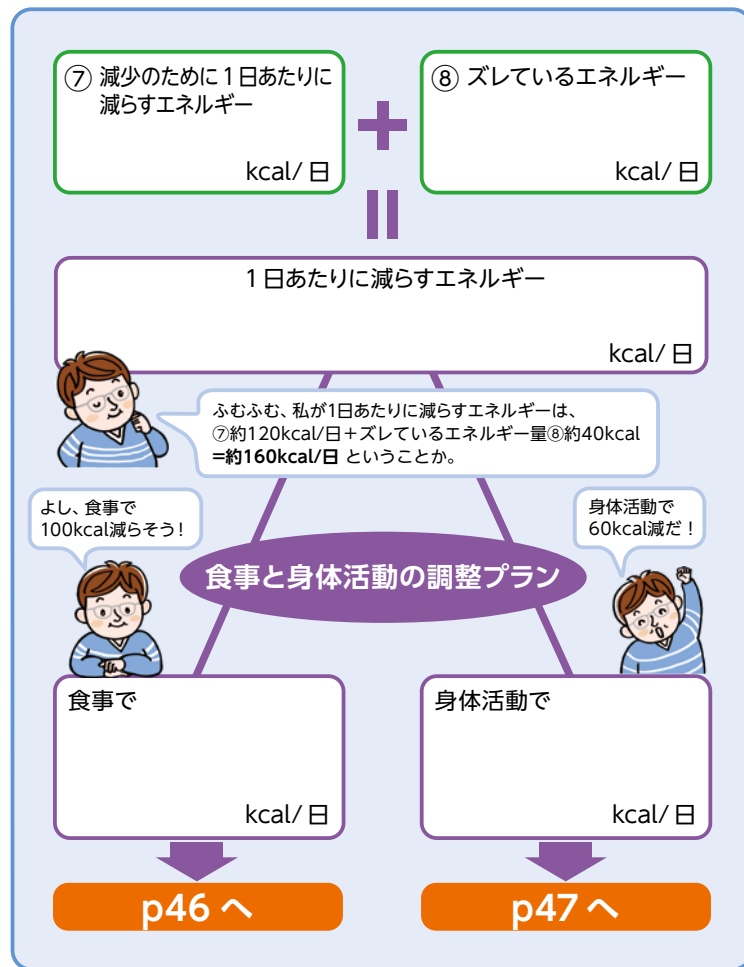 ⑦ 減少のために1日あたりに
減らすエネルギー
kcal/日
+
⑧ ズレているエネルギー
kcal/日
=
1日あたりに減らすエネルギー
kcal/日
ふむふむ、私が1日あたりに減らすエネルギーは、
⑦約120kcal/日+ズレているエネルギー量⑧約40kcal
=約160kcal/日 ということか。
よし、食事で
100kcal減らそう!
身体活動で
60kcal減だ!
食事と身体活動の調整プラン
食事で
kcal/日
身体活動で
kcal/日
p46 へ
p47 へ